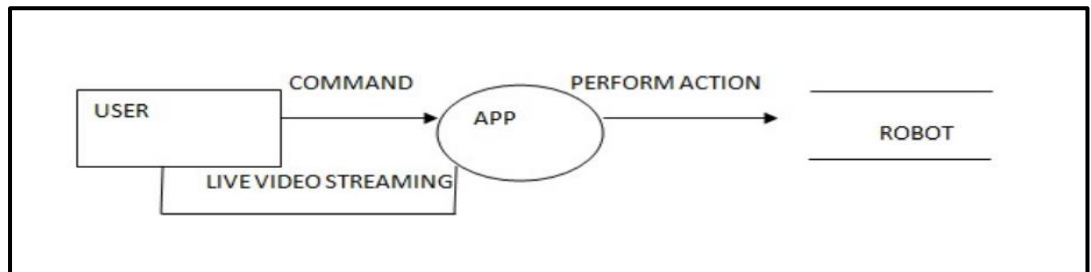 COMMAND
PERFORM ACTION
USER
APP
ROBOT
LIVE VIDEO STREAMING